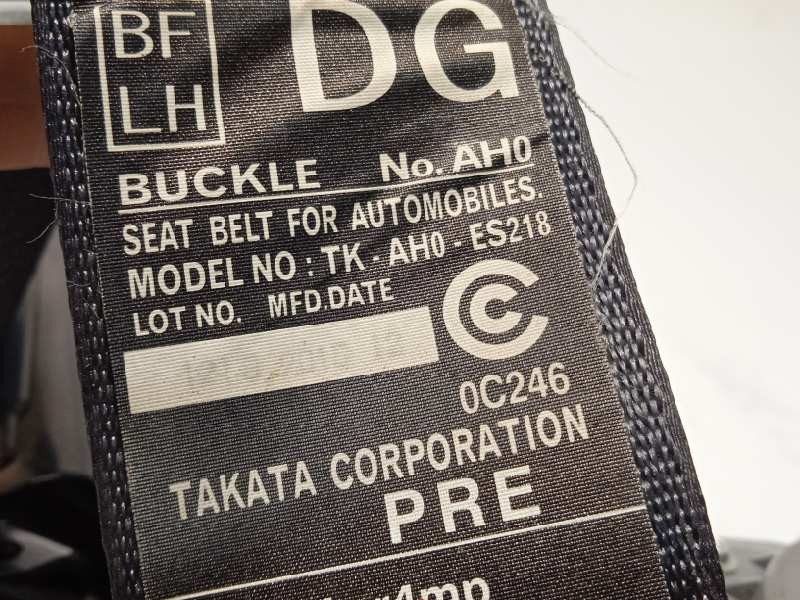 BF
LH
DG
BUCKLE No. AH0
SEAT BELT FOR AUTOMOBILES.
MODEL NO : TK - AH0 - ES218
LOT NO. MFD.DATE
0C246
TAKATA CORPORATION
PRE